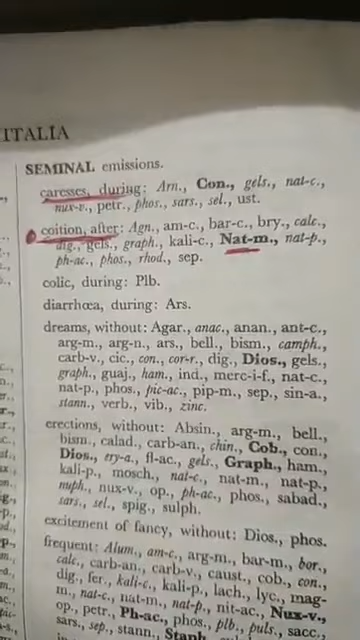 ITALIA
SEMINAL emissions.
caresses, during: Arn., Con., gels., nat-c.,
nux-v., petr., phos., sars., sel., ust.
coition, after: Agn., am-c., bar-c., bry., calc.,
dig., gels., graph., kali-c., Nat-m., nat-p.,
ph-ac., phos., rhod., sep.
colic, during: Plb.
diarrhœa, during: Ars.
dreams, without: Agar., anac., anan., ant-c.,
arg-m., arg-n., ars., bell., bism., camph.,
carb-v., cic., con., cor-r., dig., Dios., gels.,
graph., guaj., ham., ind., merc-i-f., nat-c.,
nat-p., phos., pic-ac., pip-m., sep., sin-a.,
stann., verb., vib., zinc.
erections, without: Absin., arg-m., bell.,
bism., calad., carb-an., chin., Cob., con.,
Dios., ery-a., fl-ac., gels., Graph., ham.,
kali-p., mosch., nat-c., nat-m., nat-p.,
nuph., nux-v., op., ph-ac., phos., sabad.,
sars., sel., spig., sulph.
excitement of fancy, without: Dios., phos.
frequent: Alum., am-c., arg-m., bar-m., bor.,
calc., carb-an., carb-v., caust., cob., con.,
dig., fer., kali-c., kali-p., lach., lyc., mag-
m., nat-c., nat-m., nat-p., nit-ac., Nux-v.,
op., petr., Ph-ac., phos., plb., puls., sacc.,
sars., sep., stann., Staph.